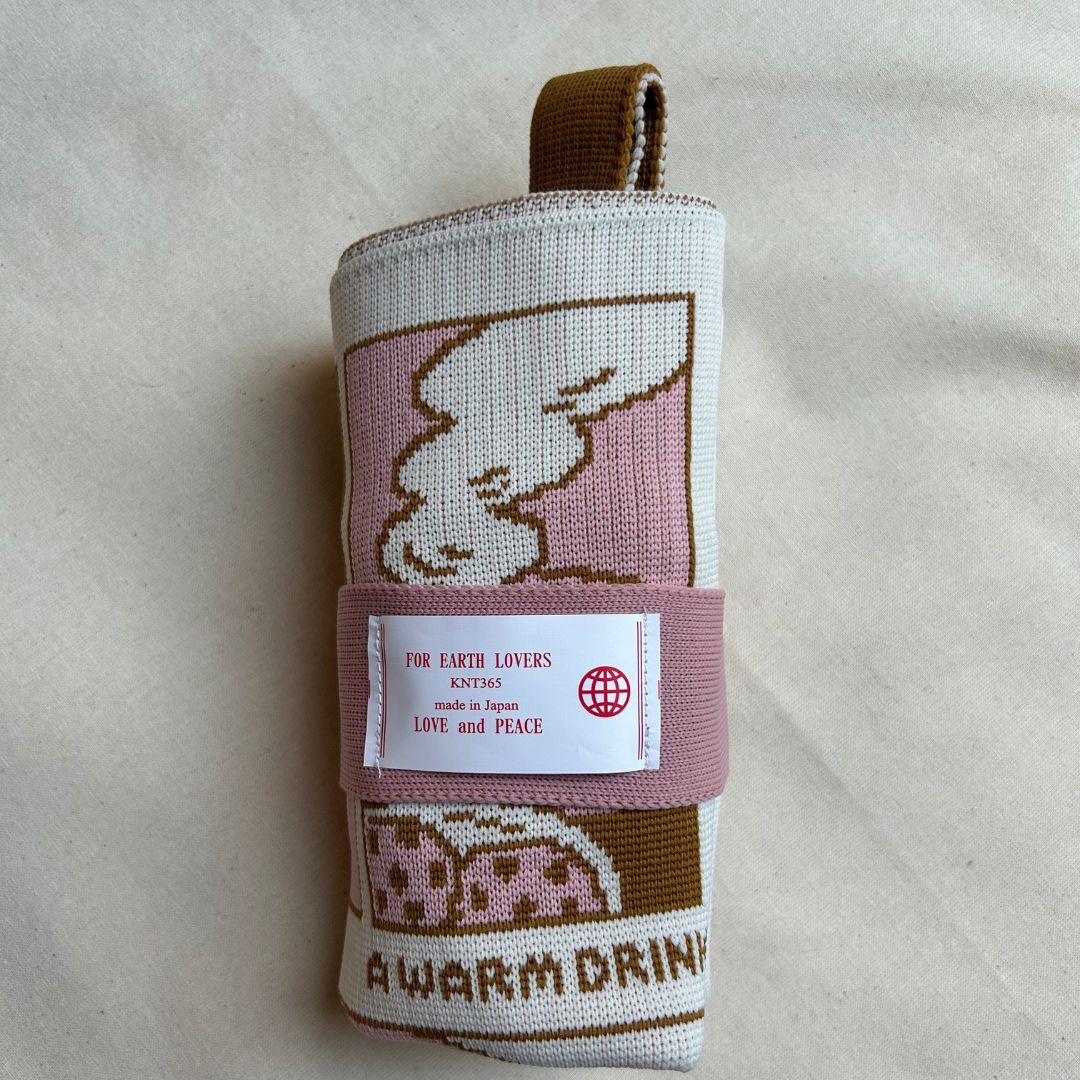 FOR EARTH LOVERS
KNT365
made in Japan
LOVE and PEACE
A WARM DRINK